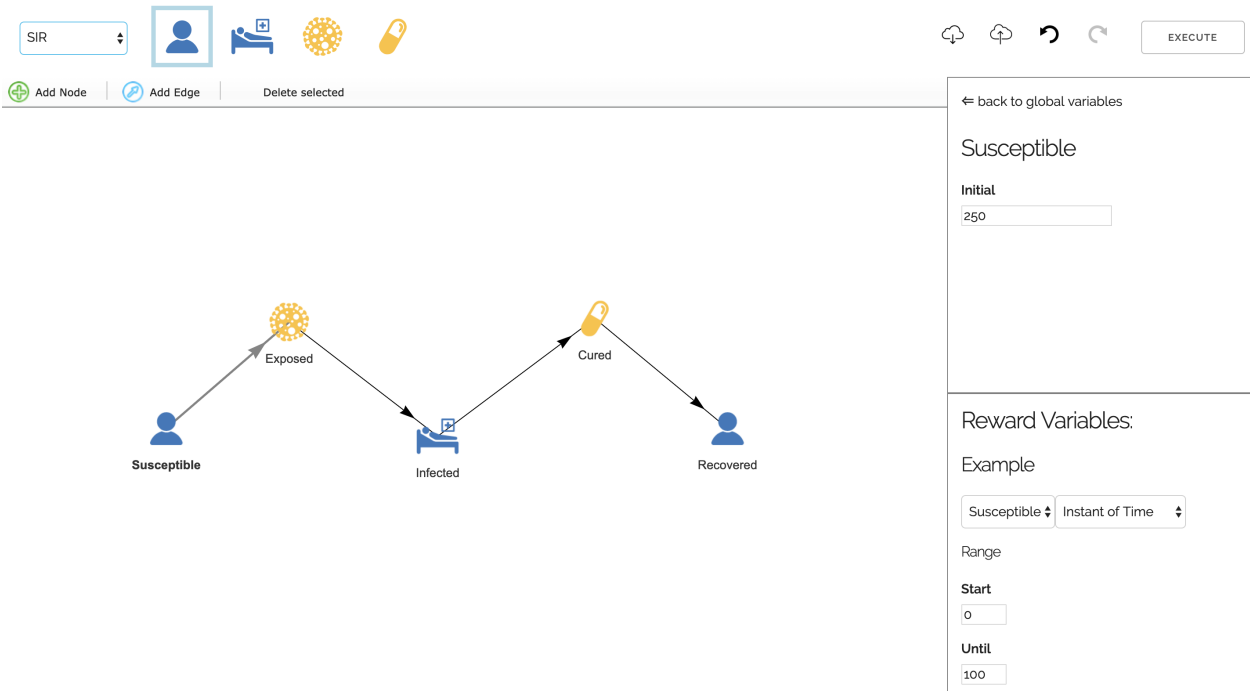 SIR
EXECUTE
Add Node
Add Edge
Delete selected
⇐ back to global variables
Susceptible
Initial
250
Exposed
Cured
Susceptible
Infected
Recovered
Reward Variables:
Example
Susceptible Instant of Time
Range
Start
0
Until
100